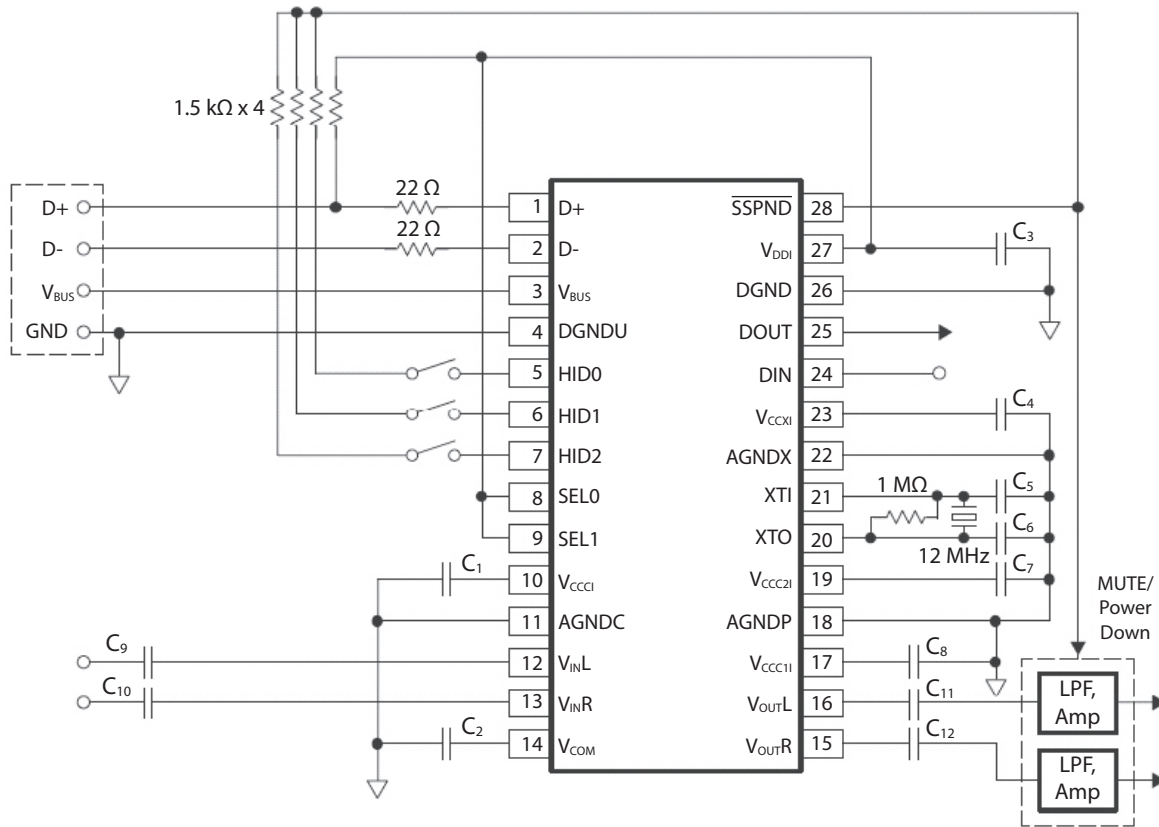 1.5 kΩ x 4
D+
D-
VBUS
GND
22 Ω
22 Ω
1 D+
2 D-
3 VBUS
4 DGNDU
5 HID0
6 HID1
7 HID2
8 SEL0
9 SEL1
C1
10 VCCCI
11 AGNDC
C9
12 VINL
C10
13 VINR
C2
14 VCOM
SSPND 28
VDDI 27
C3
DGND 26
DOUT 25
DIN 24
VCCXI 23
C4
AGNDX 22
XTI 21
1 MΩ
C5
XTO 20
12 MHz
C6
VCCC2I 19
C7
AGNDP 18
VCCC1I 17
C8
VOUTL 16
C11
VOUTR 15
C12
MUTE/
Power
Down
LPF,
Amp
LPF,
Amp